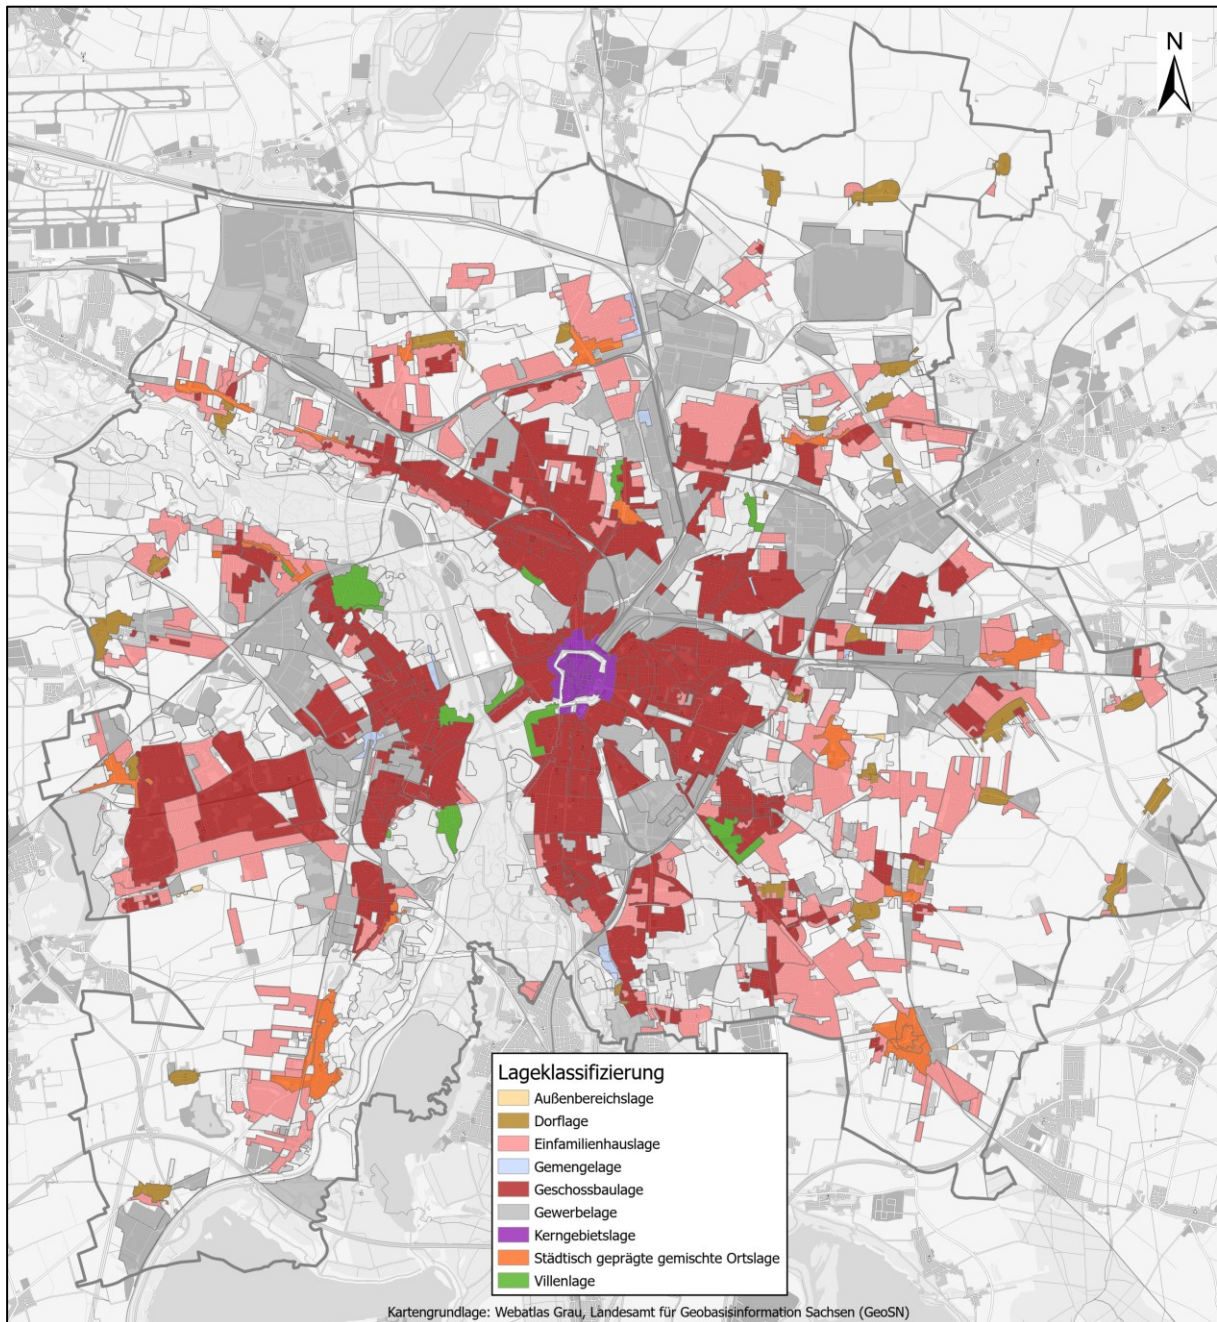 N
Lageklassifizierung
Außenbereichslage
Dorflage
Einfamilienhauslage
Gemengelage
Geschossbaulage
Gewerbelage
Kerngebietslage
Städtisch geprägte gemischte Ortslage
Villenlage
Kartengrundlage: Webatlas Grau, Landesamt für Geobasisinformation Sachsen (GeoSN)